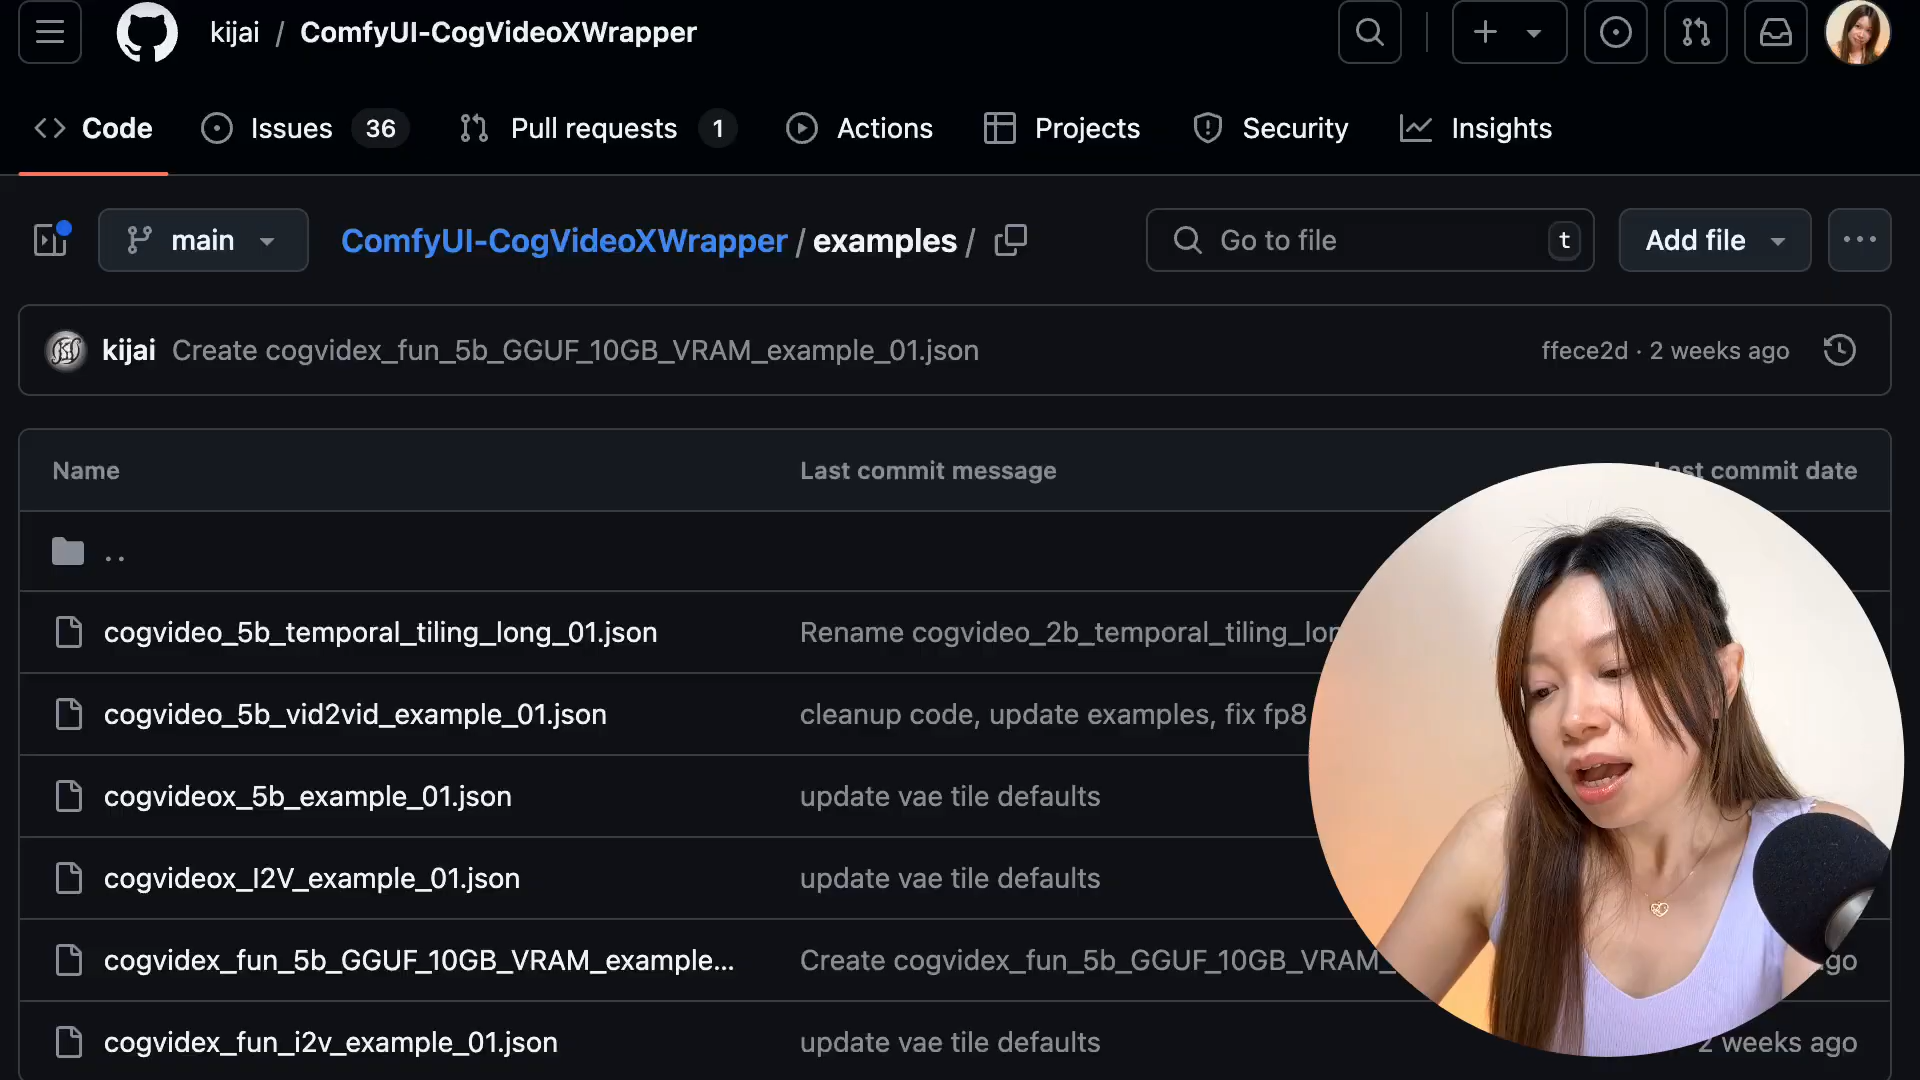 kijai / ComfyUI-CogVideoXWrapper
Code Issues 36 Pull requests 1 Actions Projects Security Insights
main ComfyUI-CogVideoXWrapper / examples / Go to file t Add file
kijai Create cogvidex_fun_5b_GGUF_10GB_VRAM_example_01.json ffece2d · 2 weeks ago
Name Last commit message Last commit date
..
cogvideo_5b_temporal_tiling_long_01.json Rename cogvideo_2b_temporal_tiling_lon
cogvideo_5b_vid2vid_example_01.json cleanup code, update examples, fix fp8
cogvideox_5b_example_01.json update vae tile defaults
cogvideox_I2V_example_01.json update vae tile defaults
cogvidex_fun_5b_GGUF_10GB_VRAM_example... Create cogvidex_fun_5b_GGUF_10GB_VRAM_ go
cogvidex_fun_i2v_example_01.json update vae tile defaults 2 weeks ago